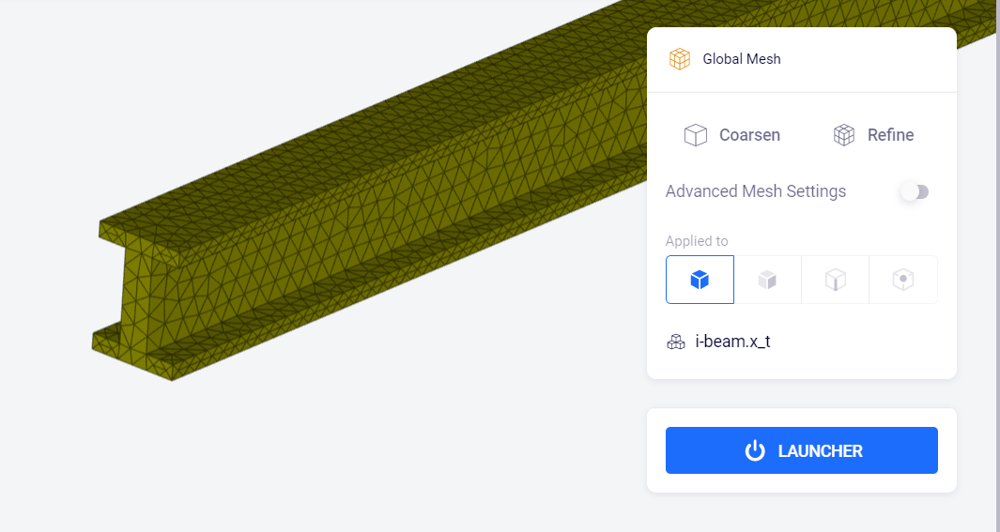 Global Mesh
Coarsen Refine
Advanced Mesh Settings
Applied to
i-beam.x_t
LAUNCHER